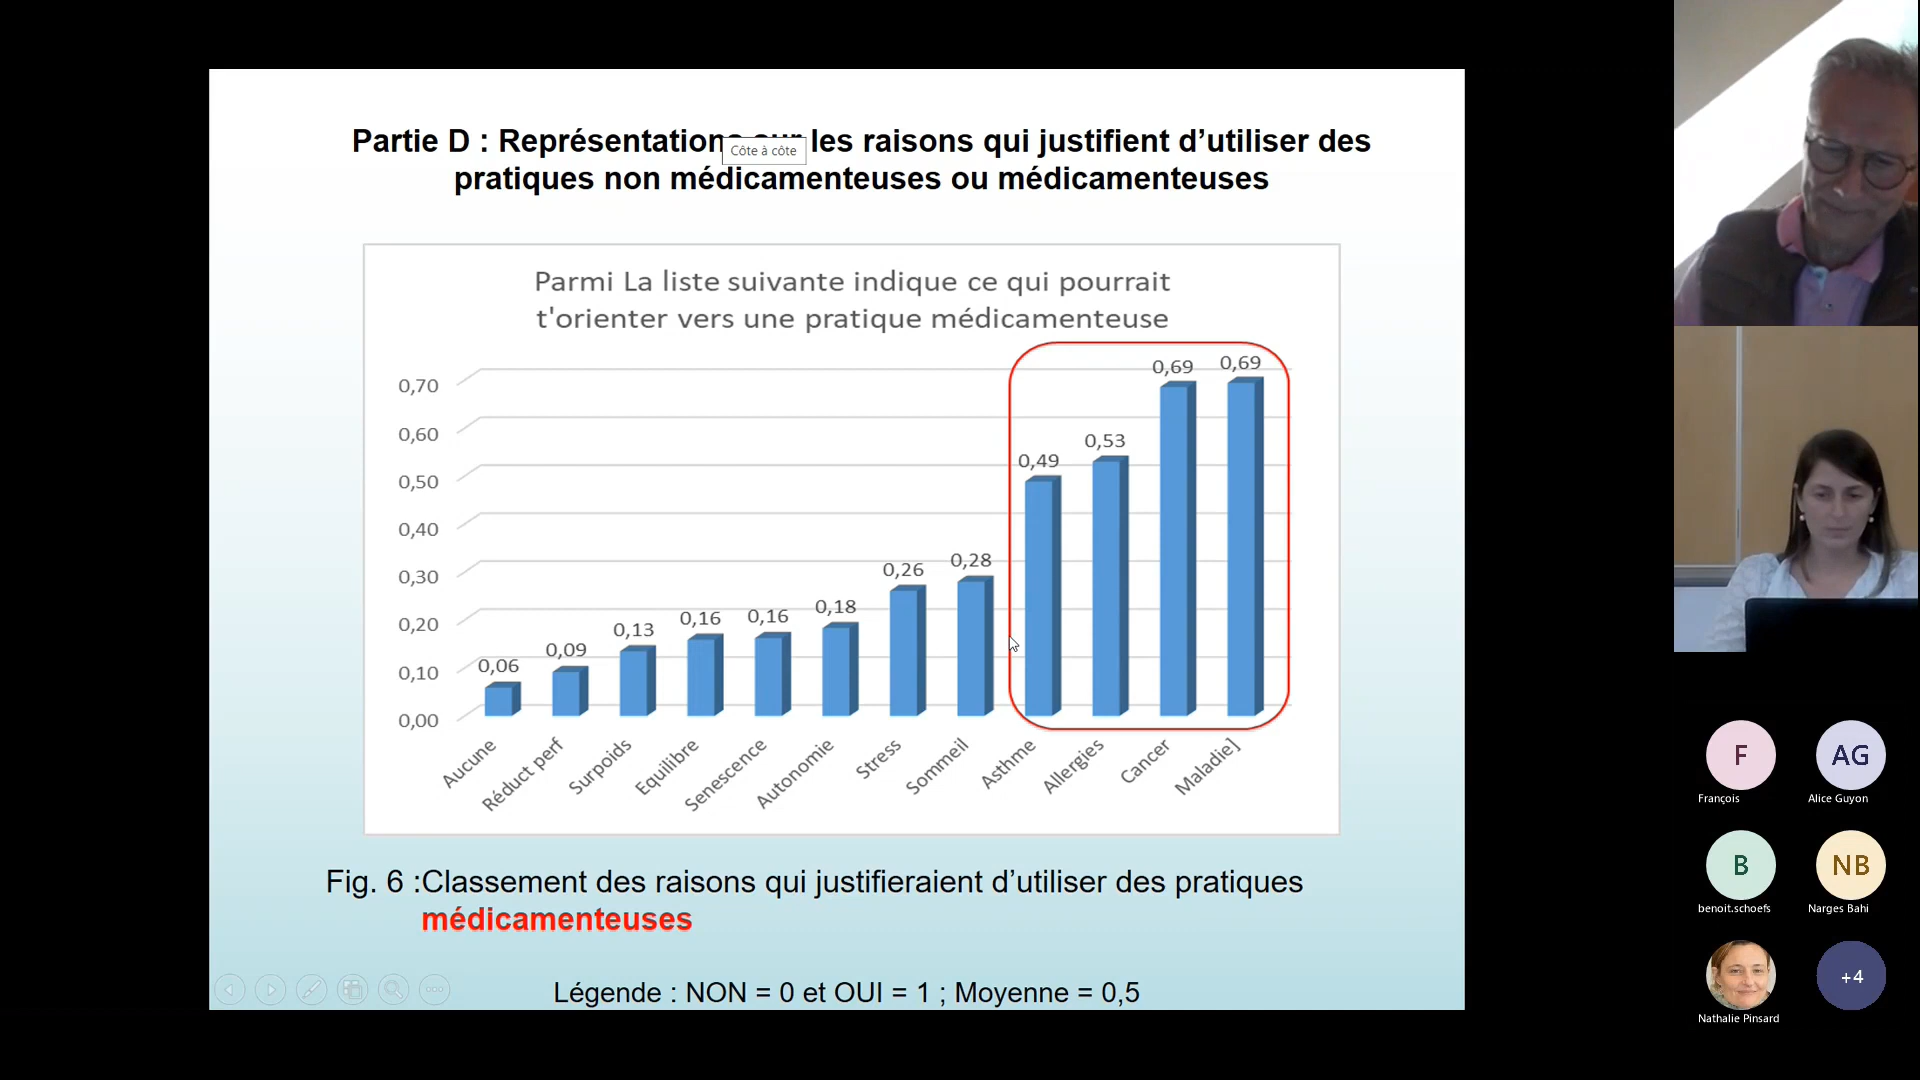 Partie D : Représentations sur les raisons qui justifient d’utiliser des
Côte à côte
pratiques non médicamenteuses ou médicamenteuses
Parmi La liste suivante indique ce qui pourrait
t'orienter vers une pratique médicamenteuse
0,70
0,60
0,50
0,40
0,30
0,20
0,10
0,00
0,06
0,09
0,13
0,16
0,16
0,18
0,26
0,28
0,49
0,53
0,69
0,69
Aucune
Réduct perf
Surpoids
Equilibre
Senescence
Autonomie
Stress
Sommeil
Asthme
Allergies
Cancer
Maladie]
Fig. 6 :Classement des raisons qui justifieraient d’utiliser des pratiques
médicamenteuses
Légende : NON = 0 et OUI = 1 ; Moyenne = 0,5
F
François
AG
Alice Guyon
B
benoit.schoefs
NB
Narges Bahi
Nathalie Pinsard
+4